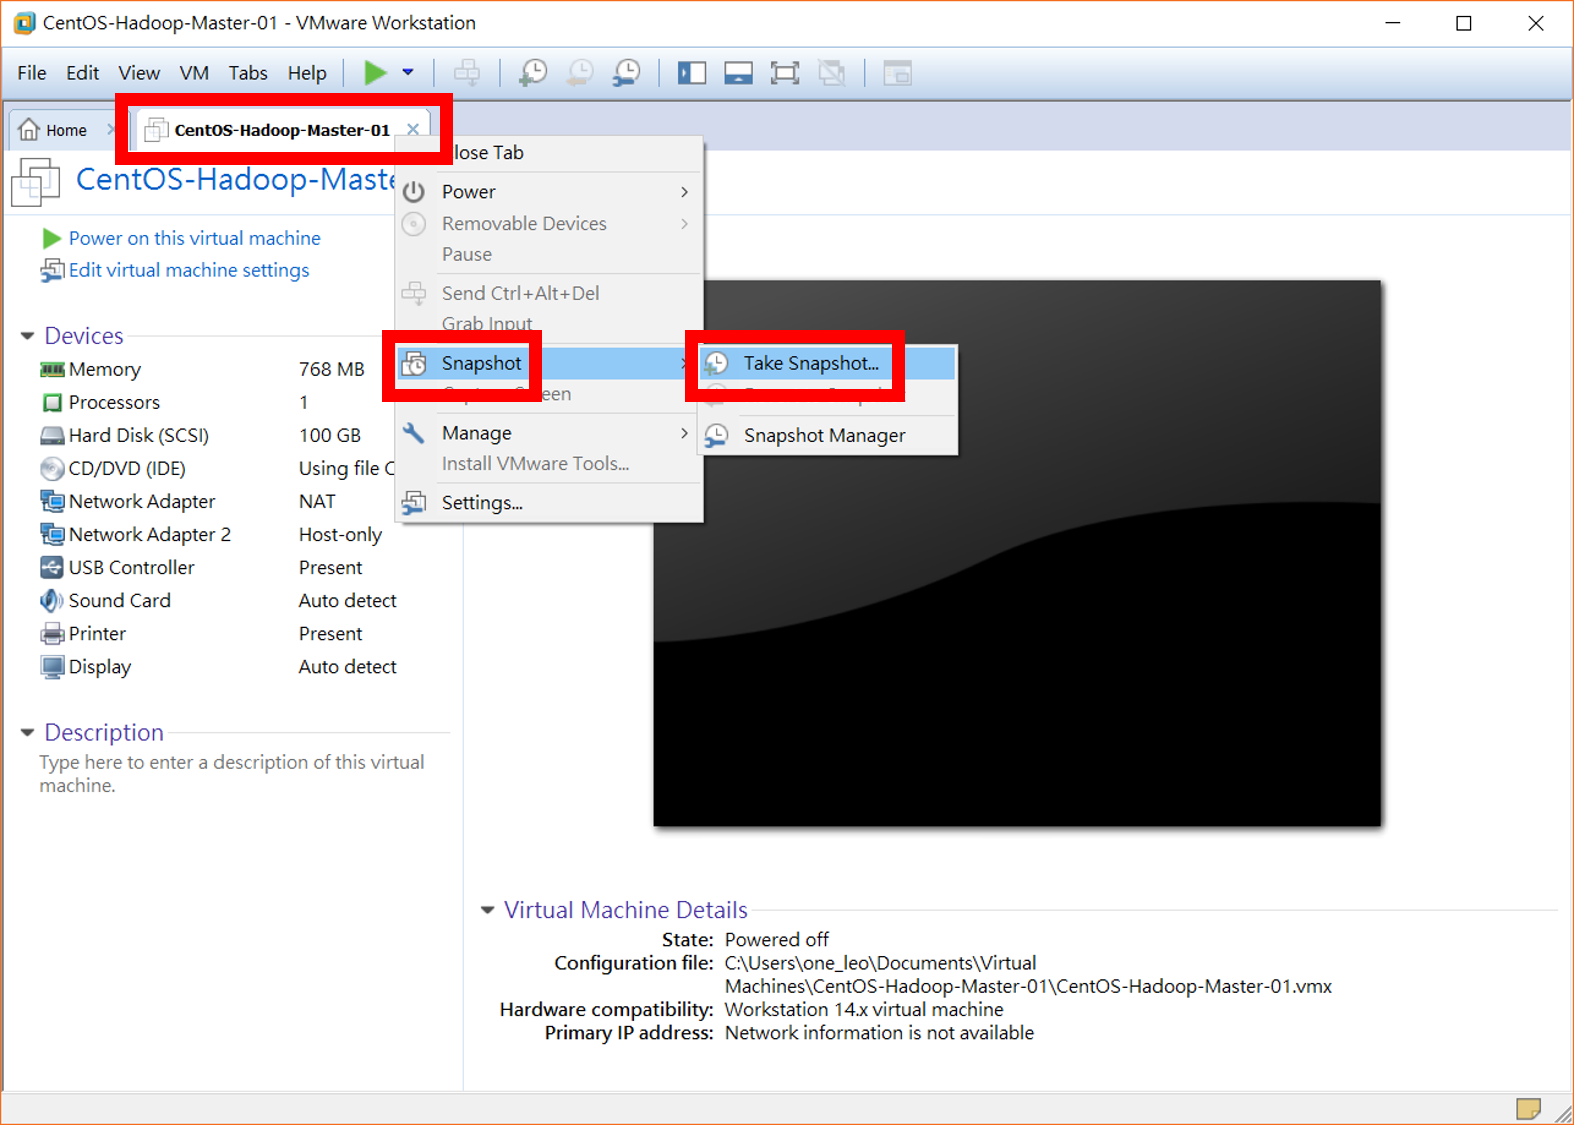 CentOS-Hadoop-Master-01 - VMware Workstation
File Edit View VM Tabs Help
Home
CentOS-Hadoop-Master-01
CentOS-Hadoop-Maste
lose Tab
Power
Removable Devices
Pause
Send Ctrl+Alt+Del
Grab Input
Snapshot
Take Snapshot...
Snapshot Manager
Manage
Install VMware Tools...
Settings...
Power on this virtual machine
Edit virtual machine settings
Devices
Memory 768 MB
Processors 1
Hard Disk (SCSI) 100 GB
CD/DVD (IDE) Using file C
Network Adapter NAT
Network Adapter 2 Host-only
USB Controller Present
Sound Card Auto detect
Printer Present
Display Auto detect
Description
Type here to enter a description of this virtual
machine.
Virtual Machine Details
State: Powered off
Configuration file: C:\Users\one_leo\Documents\Virtual
Machines\CentOS-Hadoop-Master-01\CentOS-Hadoop-Master-01.vmx
Hardware compatibility: Workstation 14.x virtual machine
Primary IP address: Network information is not available